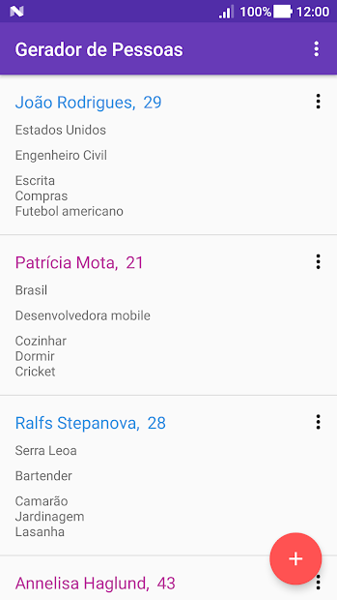 100% 12:00
Gerador de Pessoas
João Rodrigues, 29
Estados Unidos
Engenheiro Civil
Escrita
Compras
Futebol americano
Patrícia Mota, 21
Brasil
Desenvolvedora mobile
Cozinhar
Dormir
Cricket
Ralfs Stepanova, 28
Serra Leoa
Bartender
Camarão
Jardinagem
Lasanha
Annelisa Haglund, 43